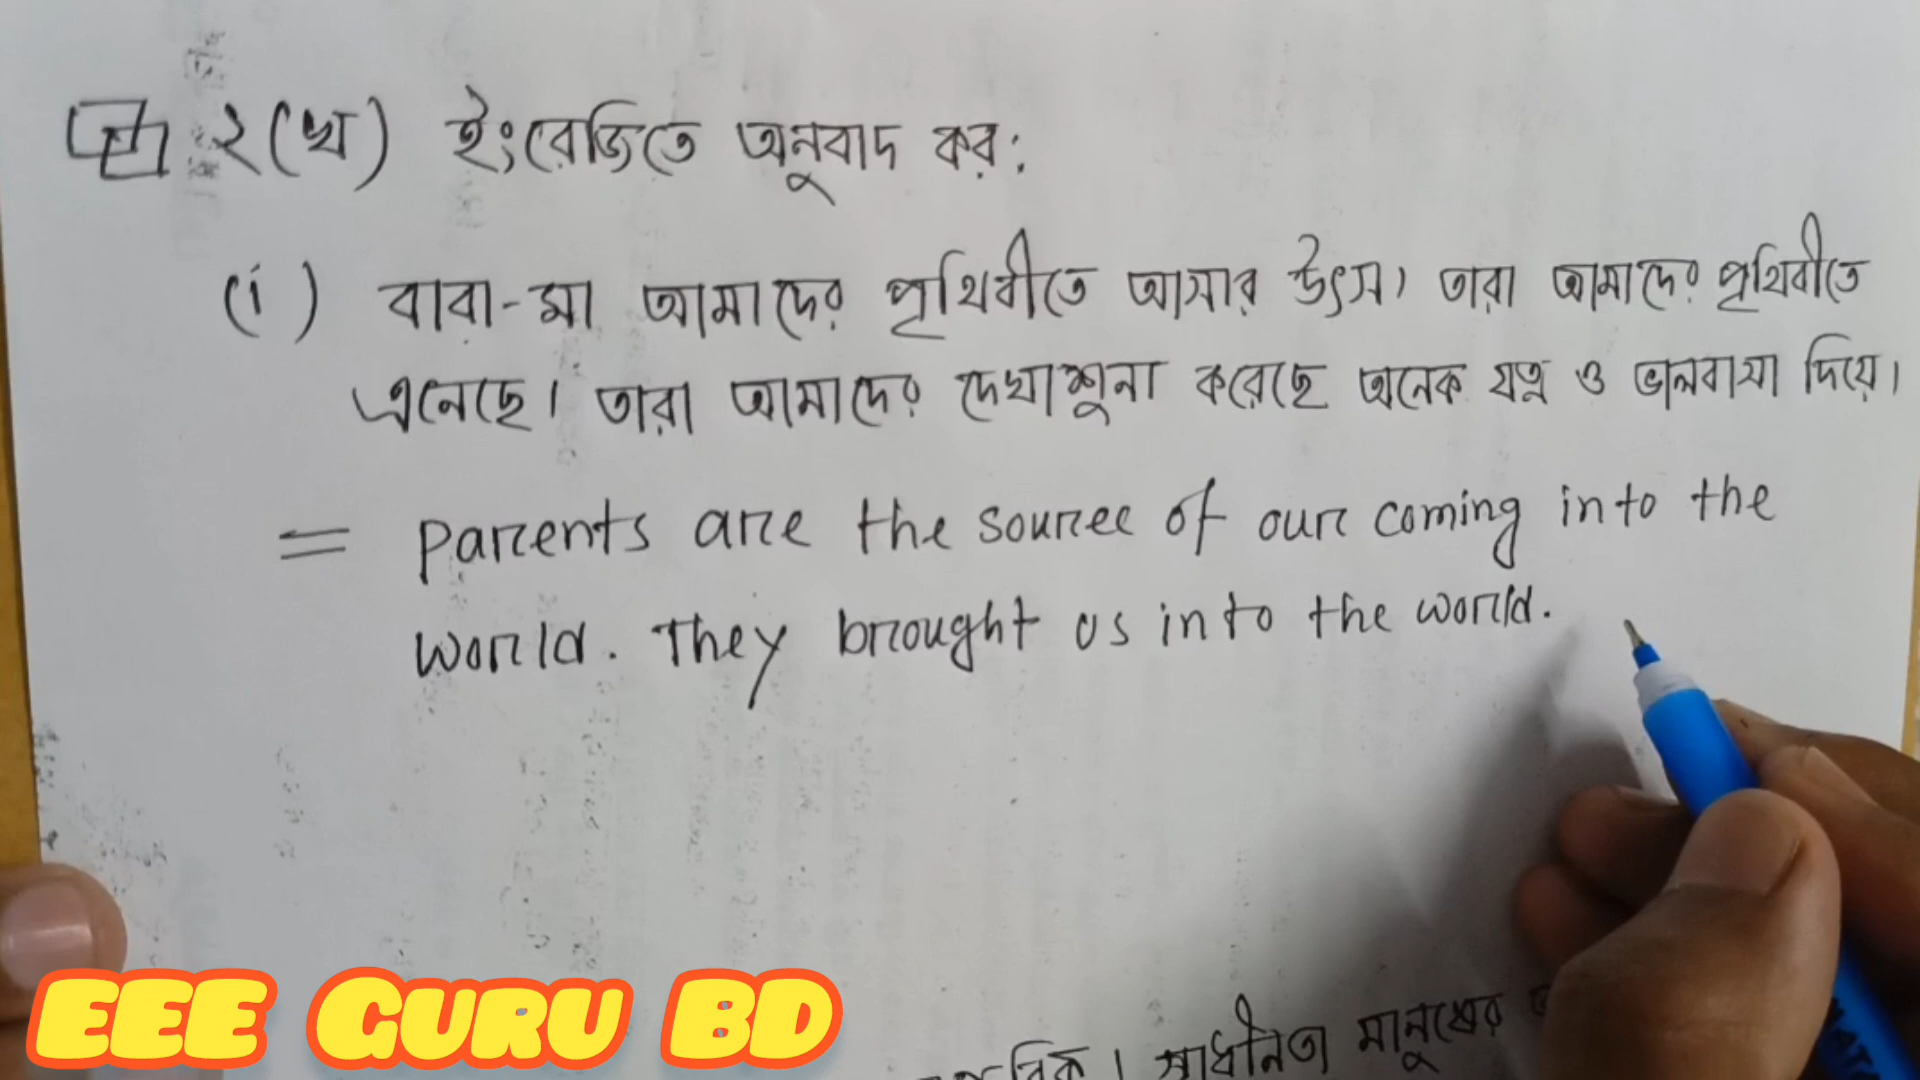 ২(খ) ইংরেজিতে অনুবাদ কর:
(i) বাবা-মা আমাদের পৃথিবীতে আসার উৎস। তারা আমাদের পৃথিবীতে
এনেছে। তারা আমাদের দেখাশুনা করেছে অনেক যত্ন ও ভালবাসা দিয়ে।
= Parents are the source of our coming into the
world. They brought us into the world.
স্বাধীনতা মানুষের
EEE GURU BD